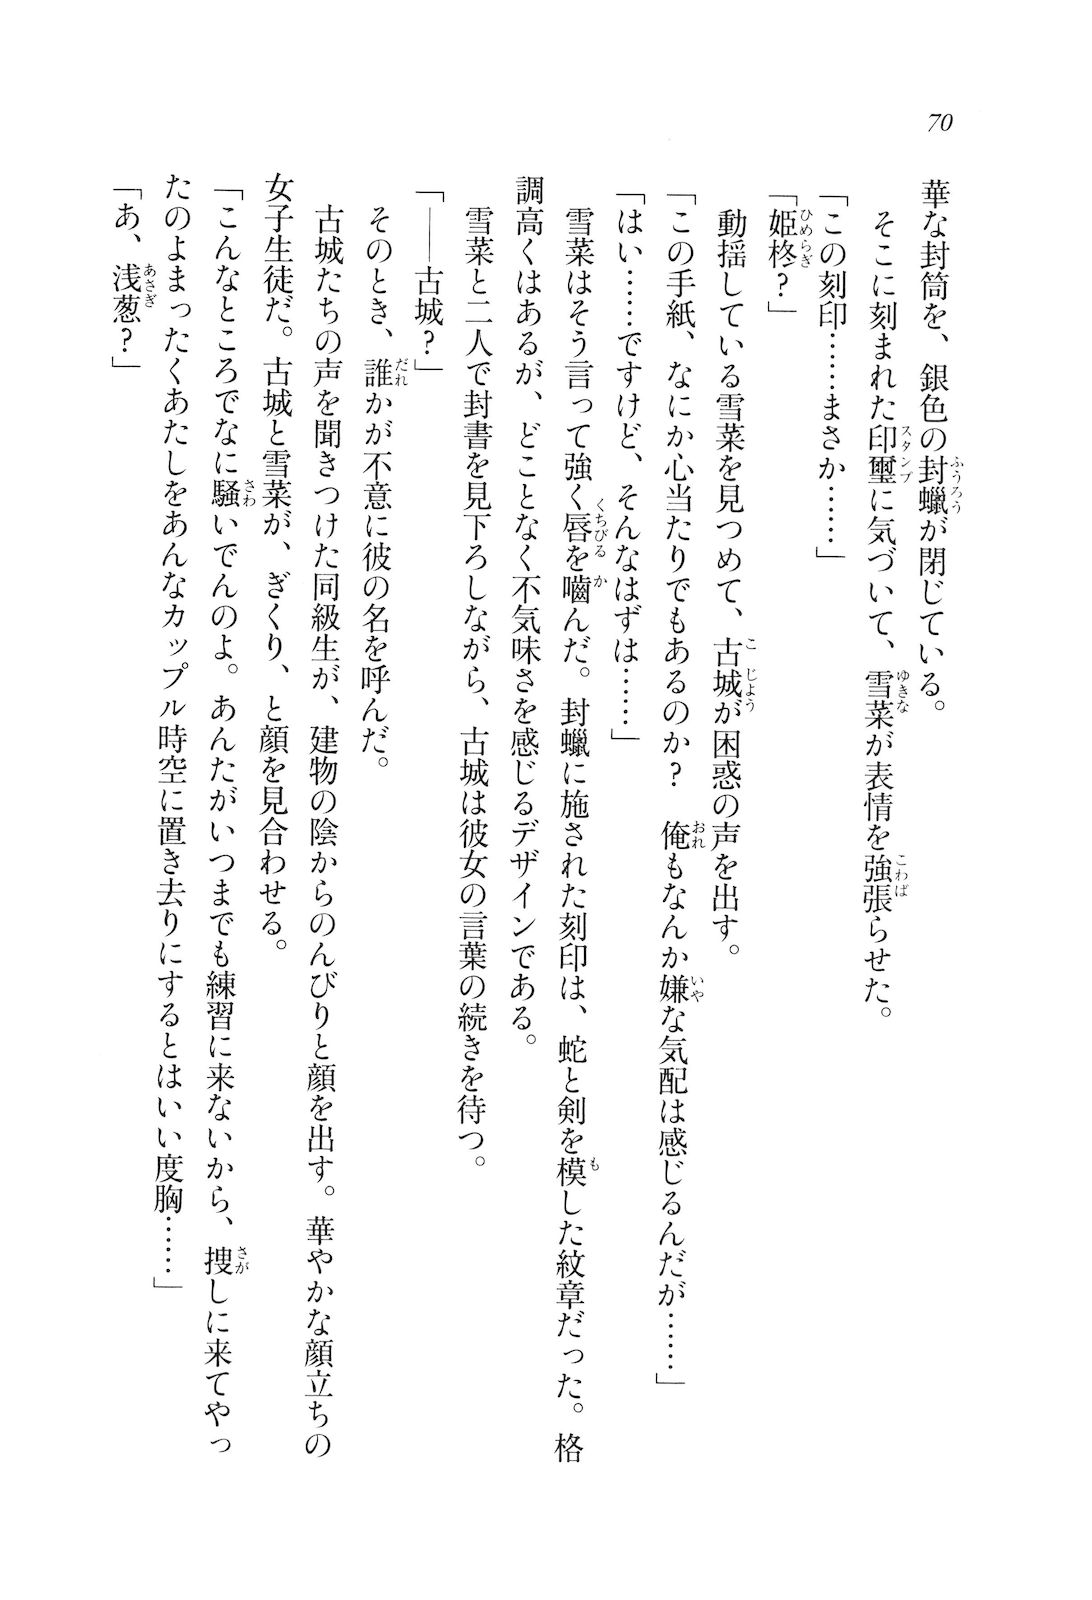 70
華な封筒を、銀色の封蠟が閉じている。
そこに刻まれた印璽に気づいて、雪菜が表情を強張らせた。
「この刻印……まさか……」
「姫柊?」
動揺している雪菜を見つめて、古城が困惑の声を出す。
「この手紙、なにか心当たりでもあるのか? 俺もなんか嫌な気配は感じるんだが……」
「はい……ですけど、そんなはずは……」
雪菜はそう言って強く唇を嚙んだ。封蠟に施された刻印は、蛇と剣を模した紋章だった。格
調高くはあるが、どことなく不気味さを感じるデザインである。
雪菜と二人で封書を見下ろしながら、古城は彼女の言葉の続きを待つ。
「――古城?」
そのとき、誰かが不意に彼の名を呼んだ。
古城たちの声を聞きつけた同級生が、建物の陰からのんびりと顔を出す。華やかな顔立ちの
女子生徒だ。古城と雪菜が、ぎくり、と顔を見合わせる。
「こんなところでなに騒いでんのよ。あんたがいつまでも練習に来ないから、捜しに来てやっ
たのよまったくあたしをあんなカップル時空に置き去りにするとはいい度胸……」
「あ、浅葱?」